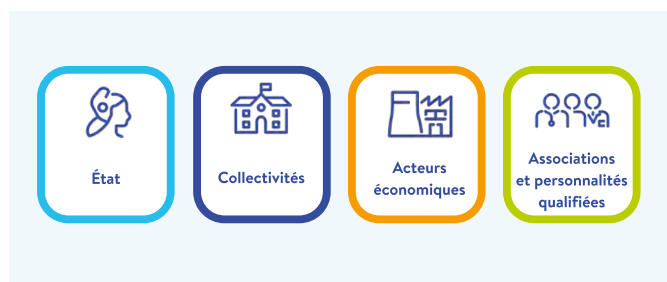 État
Collectivités
Acteurs
économiques
Associations
et personnalités
qualifiées